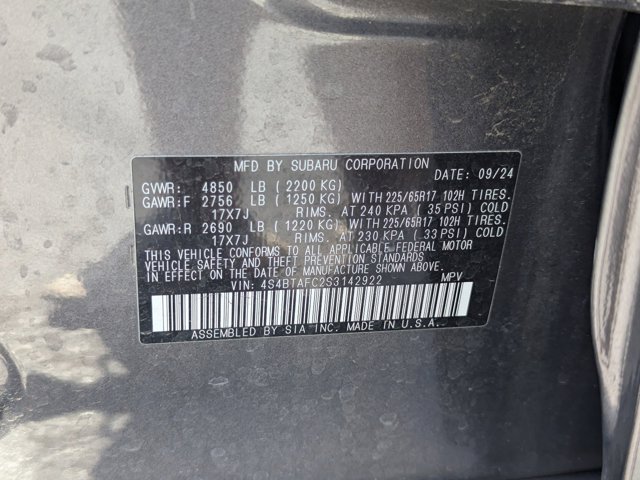 MFD BY SUBARU CORPORATION
DATE: 09/24
GVWR: 4850 LB (2200 KG)
GAWR:F 2756 LB (1250 KG) WITH 225/65R17 102H TIRES.
17X7J RIMS. AT 240 KPA (35 PSI) COLD
GAWR:R 2690 LB (1220 KG) WITH 225/65R17 102H TIRES.
17X7J RIMS. AT 230 KPA (33 PSI) COLD
THIS VEHICLE CONFORMS TO ALL APPLICABLE FEDERAL MOTOR
VEHICLE SAFETY AND THEFT PREVENTION STANDARDS
IN EFFECT ON THE DATE OF MANUFACTURE SHOWN ABOVE.
VIN: 4S4BTAFC2S3142922 MPV
ASSEMBLED BY SIA INC. MADE IN U.S.A.